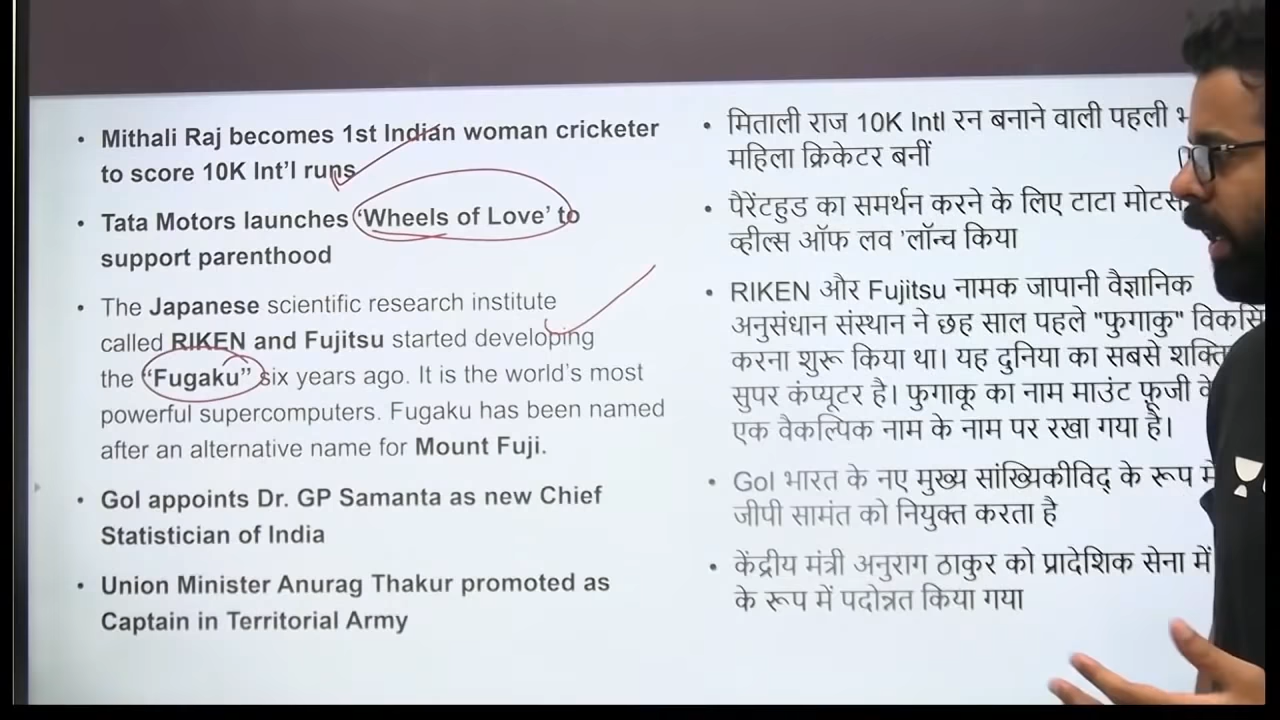 • Mithali Raj becomes 1st Indian woman cricketer
to score 10K Int'l runs
• Tata Motors launches 'Wheels of Love' to
support parenthood
• The Japanese scientific research institute
called RIKEN and Fujitsu started developing
the "Fugaku" six years ago. It is the world's most
powerful supercomputers. Fugaku has been named
after an alternative name for Mount Fuji.
• GoI appoints Dr. GP Samanta as new Chief
Statistician of India
• Union Minister Anurag Thakur promoted as
Captain in Territorial Army
• मिताली राज 10K Intl रन बनाने वाली पहली
महिला क्रिकेटर बनीं
• पैरेंटहुड का समर्थन करने के लिए टाटा मोटर्स
व्हील्स ऑफ लव 'लॉन्च किया
• RIKEN और Fujitsu नामक जापानी वैज्ञानिक
अनुसंधान संस्थान ने छह साल पहले "फुगाकु"
करना शुरू किया था। यह दुनिया का सबसे
सुपर कंप्यूटर है। फुगाकू का नाम माउंट फ़ूजी
एक वैकल्पिक नाम के नाम पर रखा गया है।
• GoI भारत के नए मुख्य सांख्यिकीविद् के रूप में
जीपी सामंत को नियुक्त करता है
• केंद्रीय मंत्री अनुराग ठाकुर को प्रादेशिक सेना में
के रूप में पदोन्नत किया गया